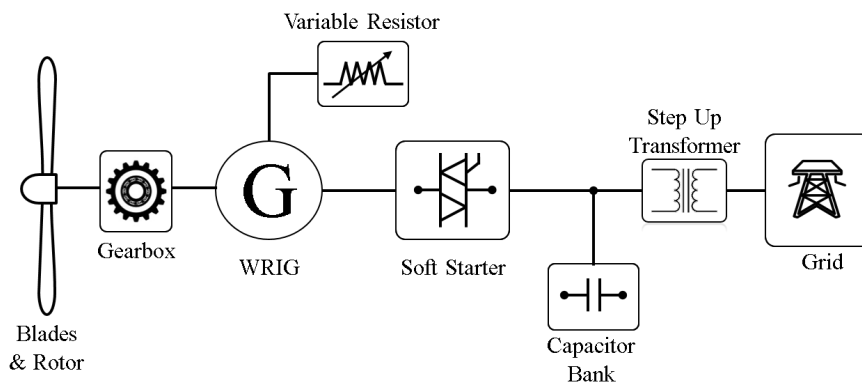 Variable Resistor
Step Up
Transformer
G
Gearbox
WRIG
Soft Starter
Grid
Blades
& Rotor
Capacitor
Bank